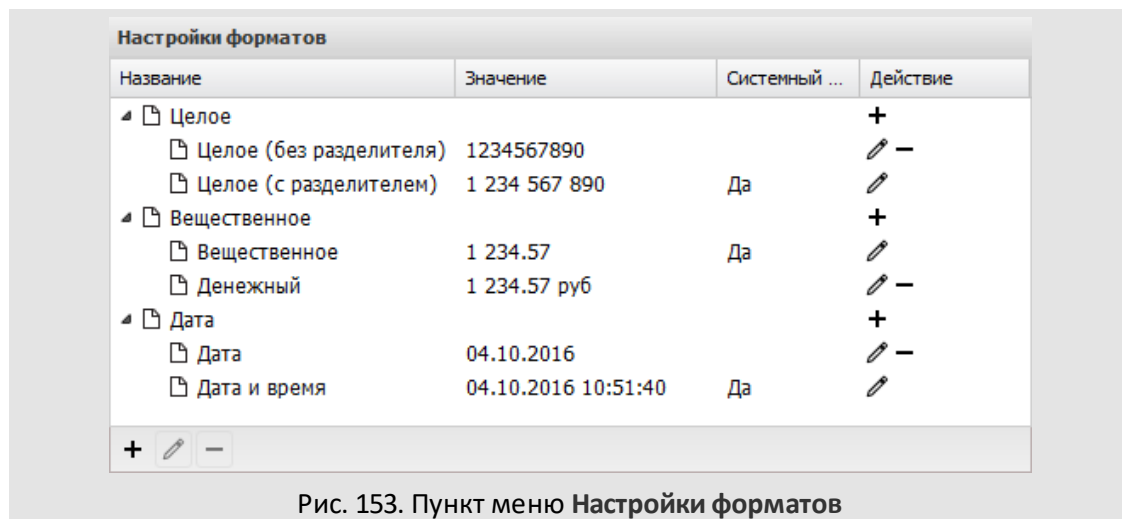 Настройки форматов
Название Значение Системный ... Действие
Целое
Целое (без разделителя) 1234567890
Целое (с разделителем) 1 234 567 890 Да
Вещественное
Вещественное 1 234.57 Да
Денежный 1 234.57 руб
Дата
Дата 04.10.2016
Дата и время 04.10.2016 10:51:40 Да
Рис. 153. Пункт меню Настройки форматов